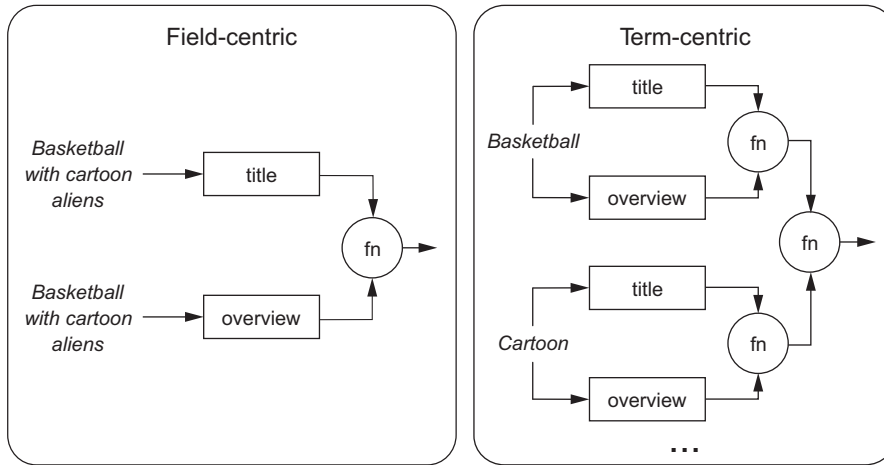 Field-centric
Basketball
with cartoon
aliens
title
fn
Basketball
with cartoon
aliens
overview
Term-centric
title
Basketball
fn
overview
fn
title
Cartoon
fn
overview
...